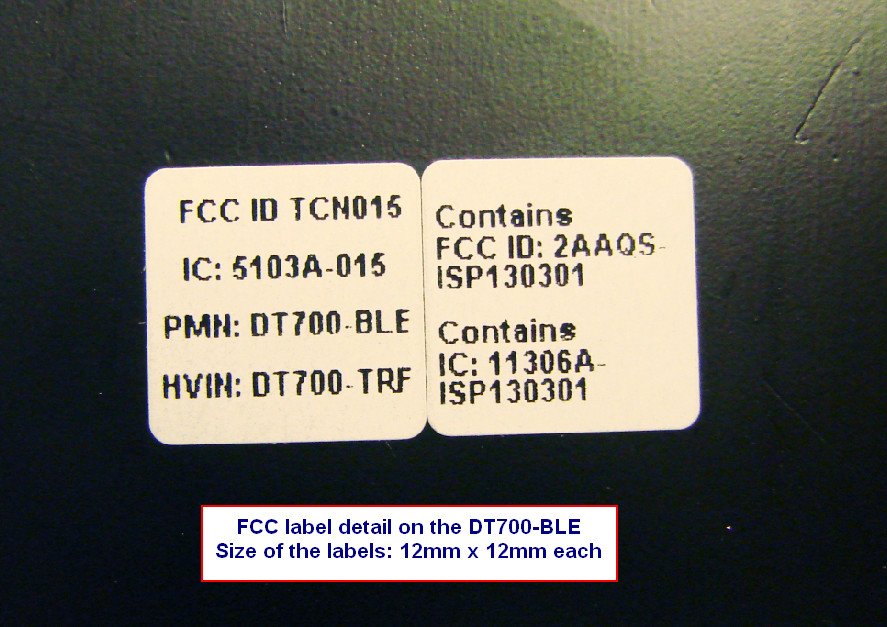 FCC ID TCN015
IC: 5103A-015
PMN: DT700-BLE
HVIN: DT700-TRF
Contains
FCC ID: 2AAQS-
ISP130301
Contains
IC: 11306A-
ISP130301
FCC label detail on the DT700-BLE
Size of the labels: 12mm x 12mm each